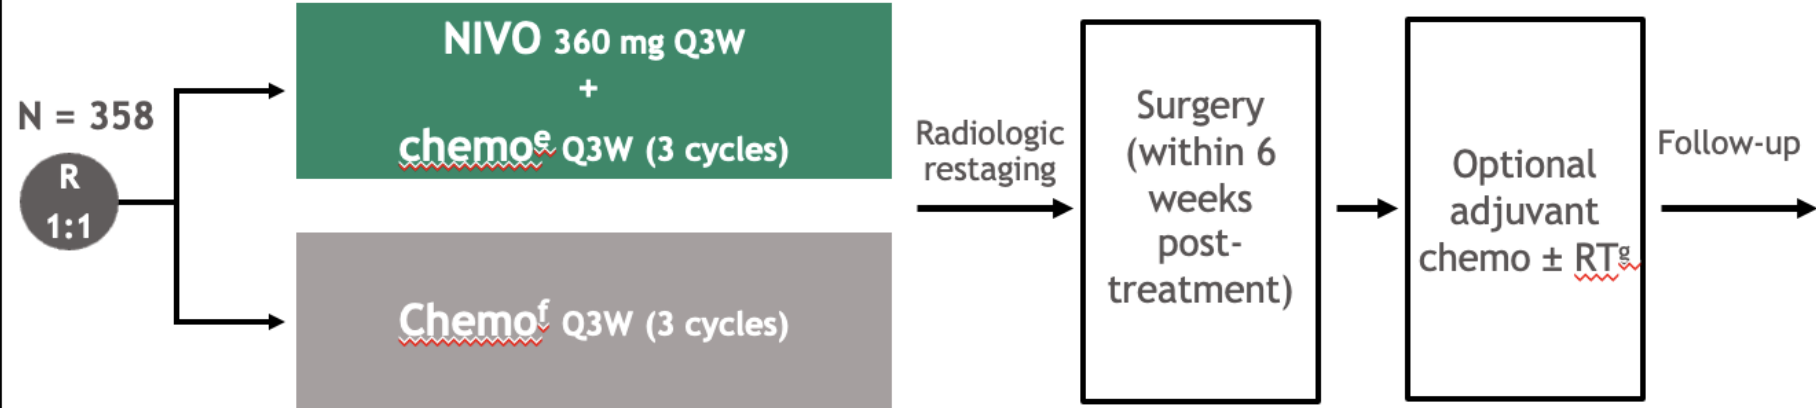 N = 358
R
1:1
NIVO 360 mg Q3W
+
chemoᵉ Q3W (3 cycles)
Chemoᶠ Q3W (3 cycles)
Radiologic
restaging
Surgery
(within 6
weeks
post-
treatment)
Optional
adjuvant
chemo ± RTᵍ
Follow-up